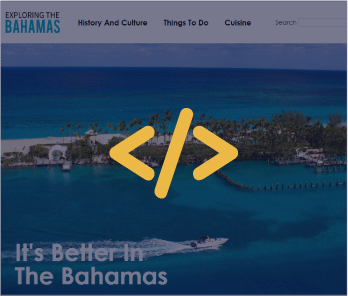 EXPLORING THE
BAHAMAS
History And Culture Things To Do Cuisine Search
</>
It's Better In
The Bahamas